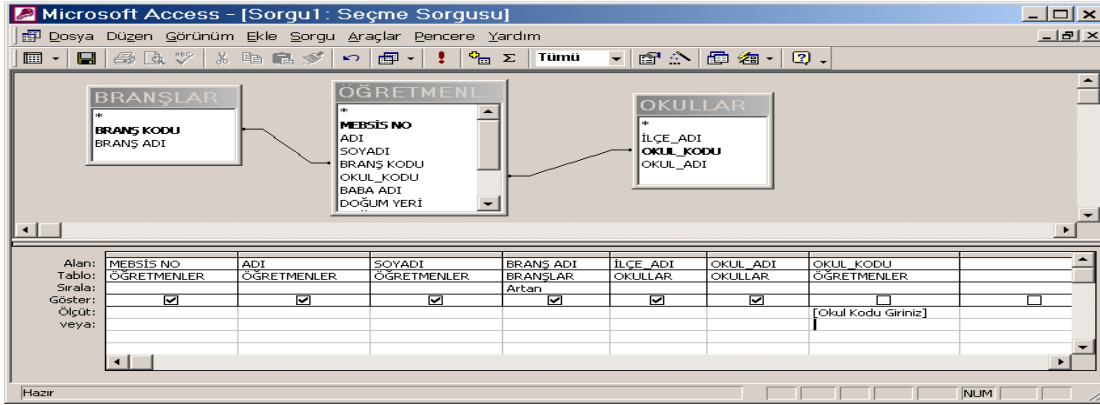 Microsoft Access - [Sorgu1: Seçme Sorgusu]
Dosya Düzen Görünüm Ekle Sorgu Araçlar Pencere Yardım
Tümü
BRANŞLAR
*
BRANŞ KODU
BRANŞ ADI
ÖĞRETMENL...
*
MEBSİS NO
ADI
SOYADI
BRANŞ KODU
OKUL_KODU
BABA ADI
DOĞUM YERİ
OKULLAR
*
İLÇE_ADI
OKUL_KODU
OKUL_ADI
Alan: MEBSİS NO ADI SOYADI BRANŞ ADI İLÇE_ADI OKUL_ADI OKUL_KODU
Tablo: ÖĞRETMENLER ÖĞRETMENLER ÖĞRETMENLER BRANŞLAR OKULLAR OKULLAR ÖĞRETMENLER
Sırala: Artan
Göster:
Ölçüt: [Okul Kodu Giriniz]
veya:
Hazır NUM